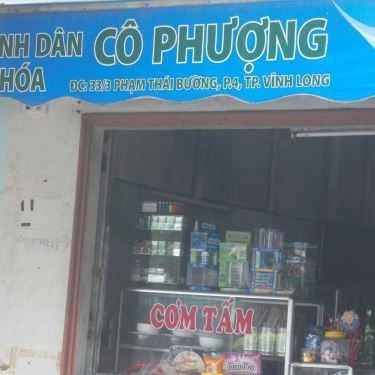 NH DÂN CÔ PHƯỢNG
HÓA ĐC: 33/3 PHẠM THÁI BƯỜNG, P.4, TP. VĨNH LONG
CƠM TẤM